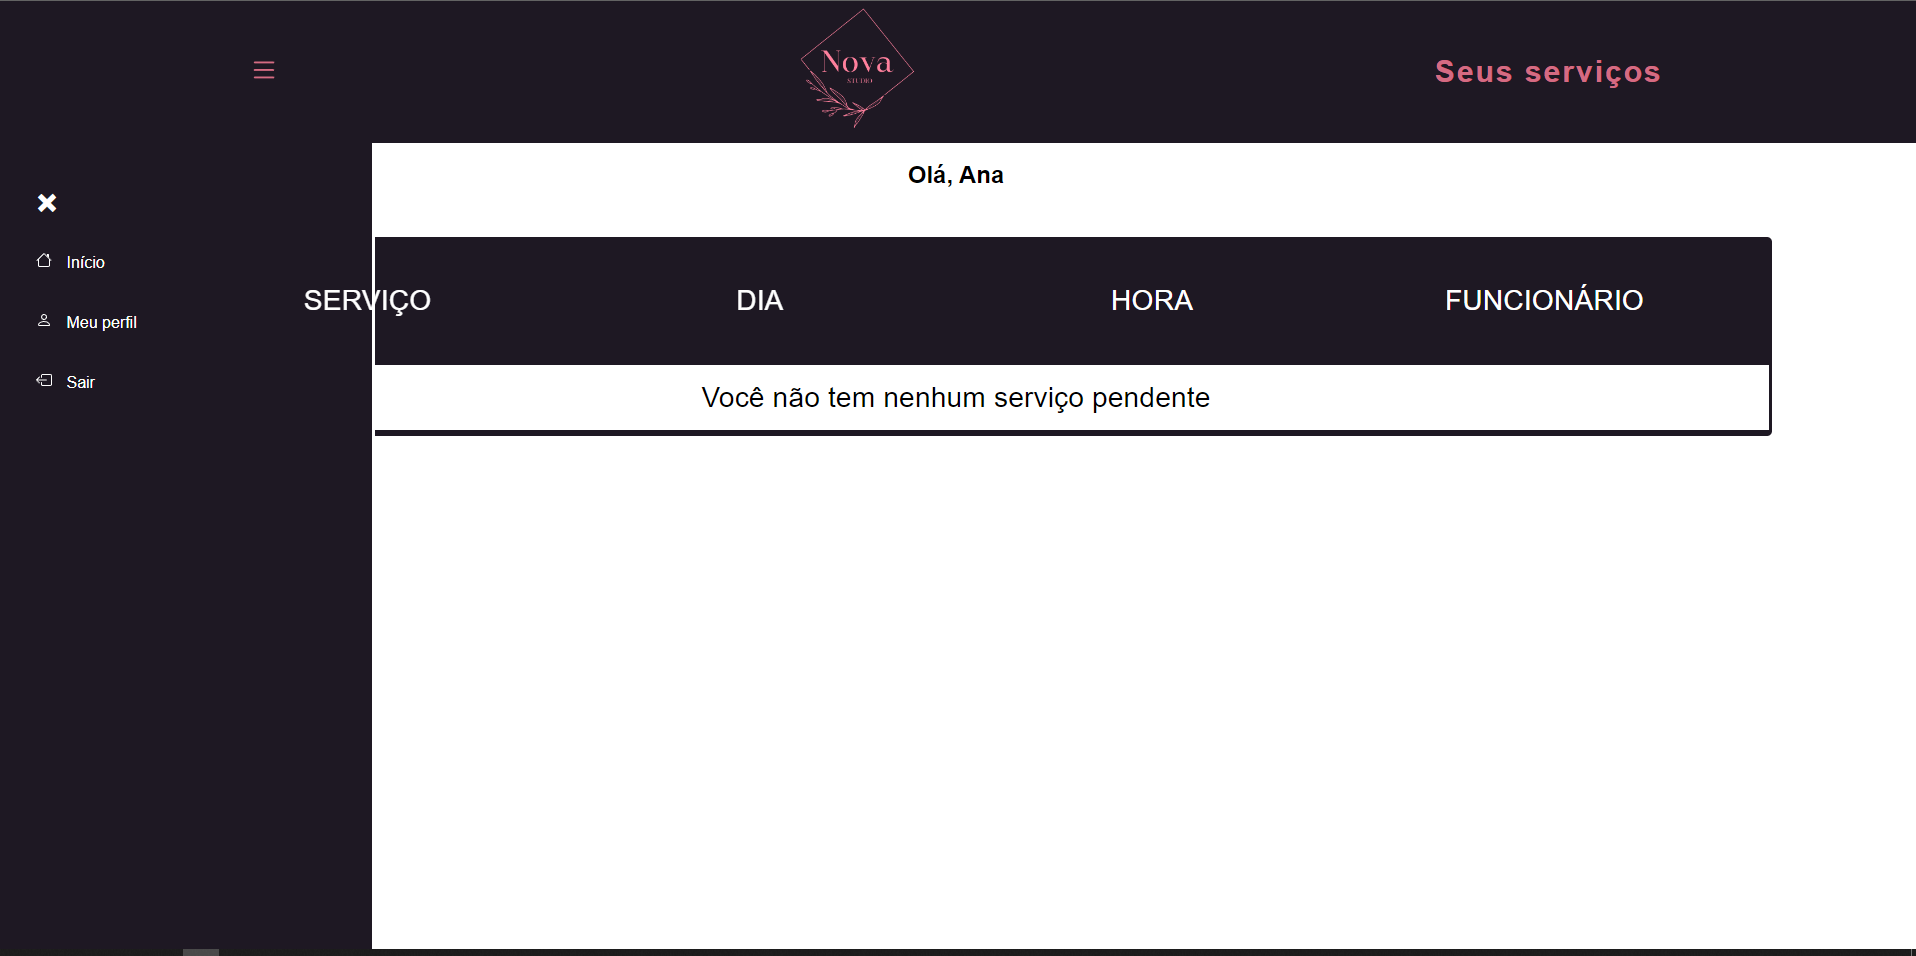 Nova
STUDIO
Seus serviços
Olá, Ana
Início
Meu perfil
Sair
SERVIÇO DIA HORA FUNCIONÁRIO
Você não tem nenhum serviço pendente